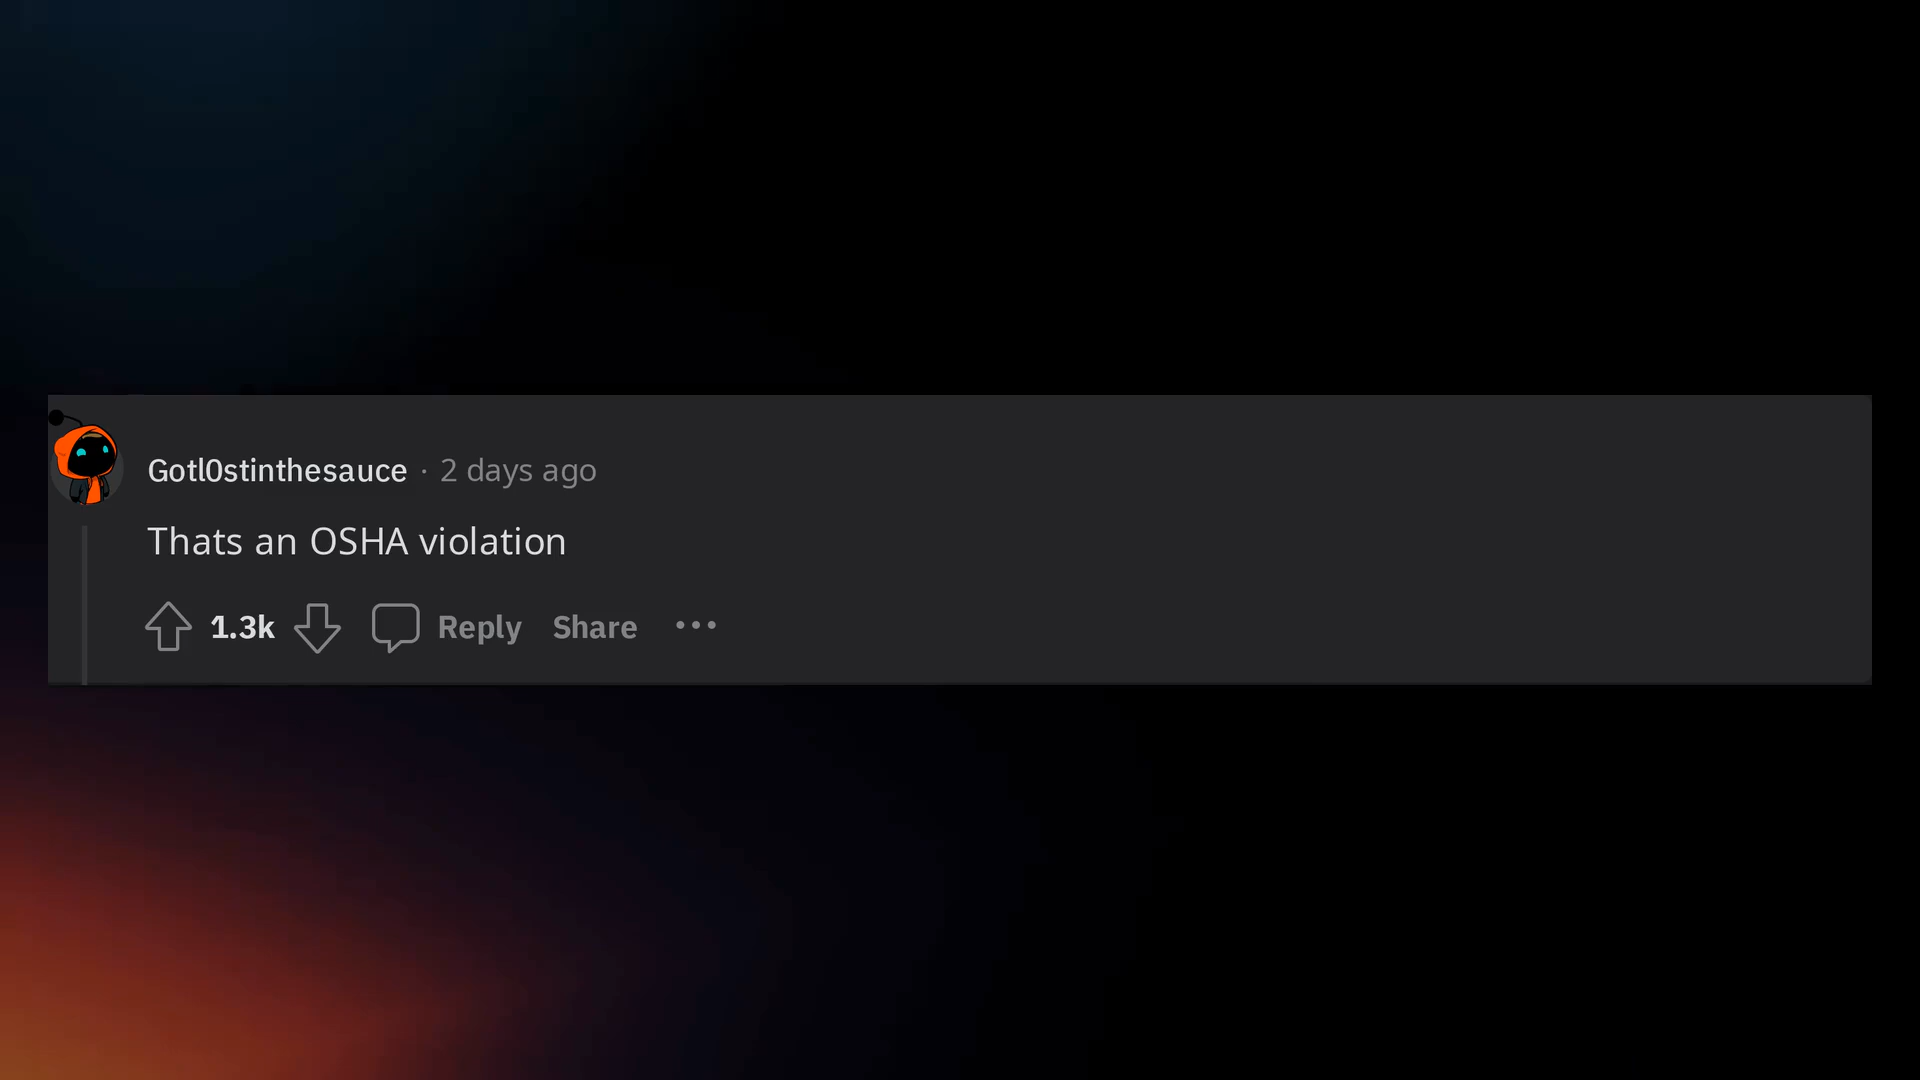 Gotl0stinthesauce · 2 days ago
Thats an OSHA violation
1.3k Reply Share ···